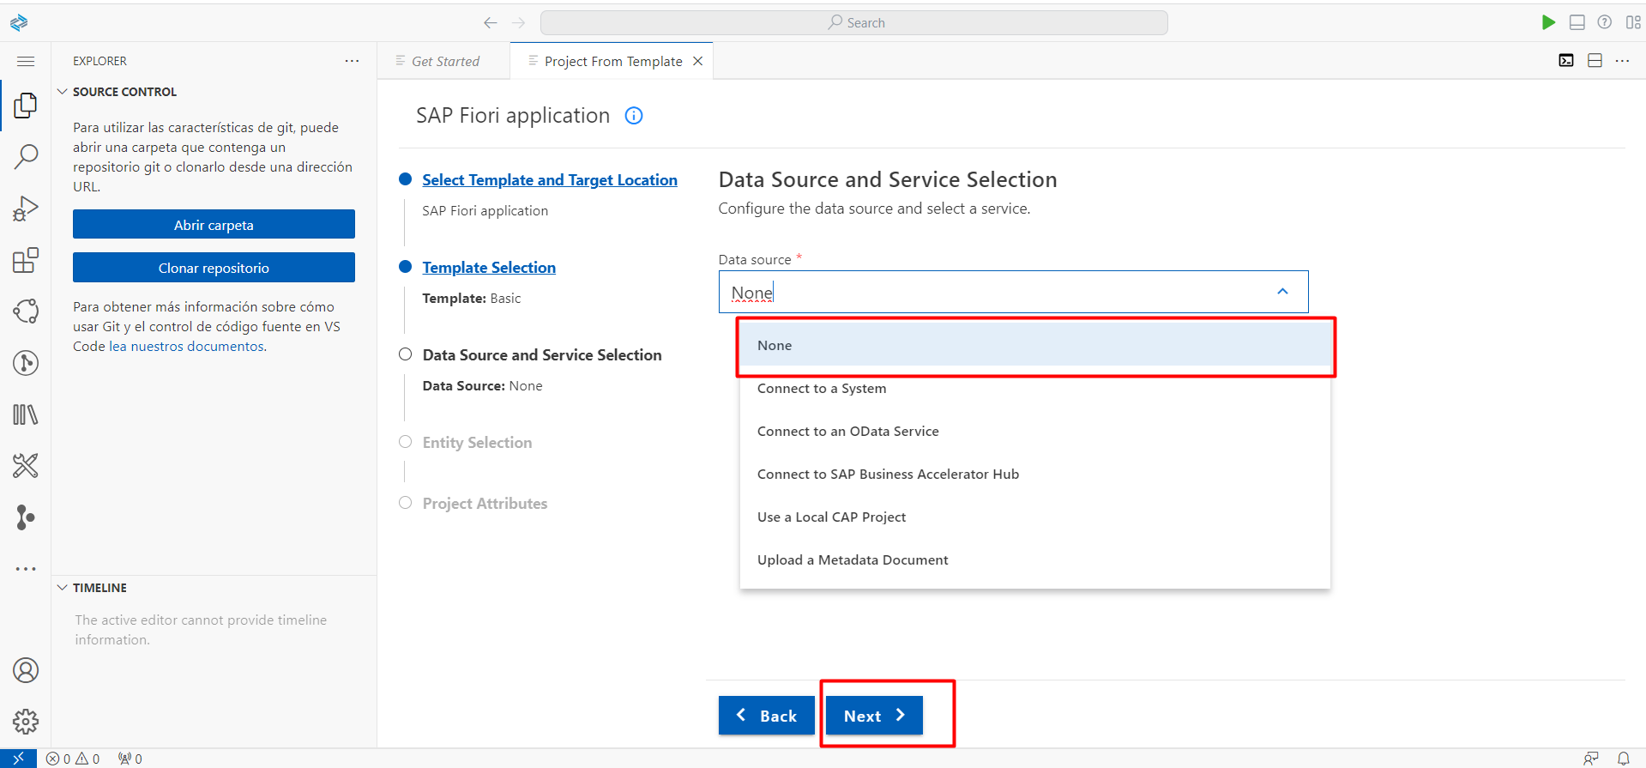 Search
EXPLORER
SOURCE CONTROL
Para utilizar las características de git, puede
abrir una carpeta que contenga un
repositorio git o clonarlo desde una dirección
URL.
Abrir carpeta
Clonar repositorio
Para obtener más información sobre cómo
usar Git y el control de código fuente en VS
Code lea nuestros documentos.
TIMELINE
The active editor cannot provide timeline
information.
Get Started
Project From Template
SAP Fiori application
Select Template and Target Location
SAP Fiori application
Template Selection
Template: Basic
Data Source and Service Selection
Data Source: None
Entity Selection
Project Attributes
Data Source and Service Selection
Configure the data source and select a service.
Data source *
None
None
Connect to a System
Connect to an OData Service
Connect to SAP Business Accelerator Hub
Use a Local CAP Project
Upload a Metadata Document
Back
Next
0 0 0